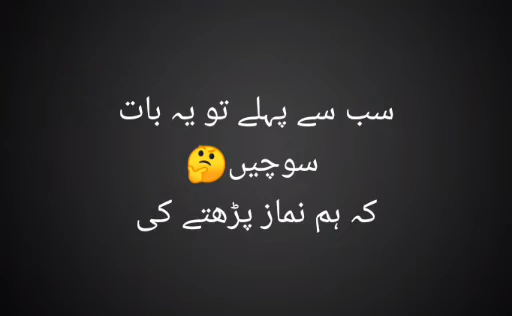 سب سے پہلے تو یہ بات
سوچیں🤔
کہ ہم نماز پڑھتے کی